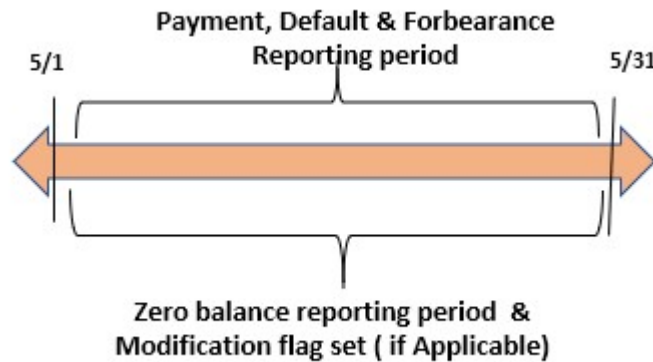 Payment, Default & Forbearance
Reporting period
5/1
5/31
Zero balance reporting period &
Modification flag set ( if Applicable)